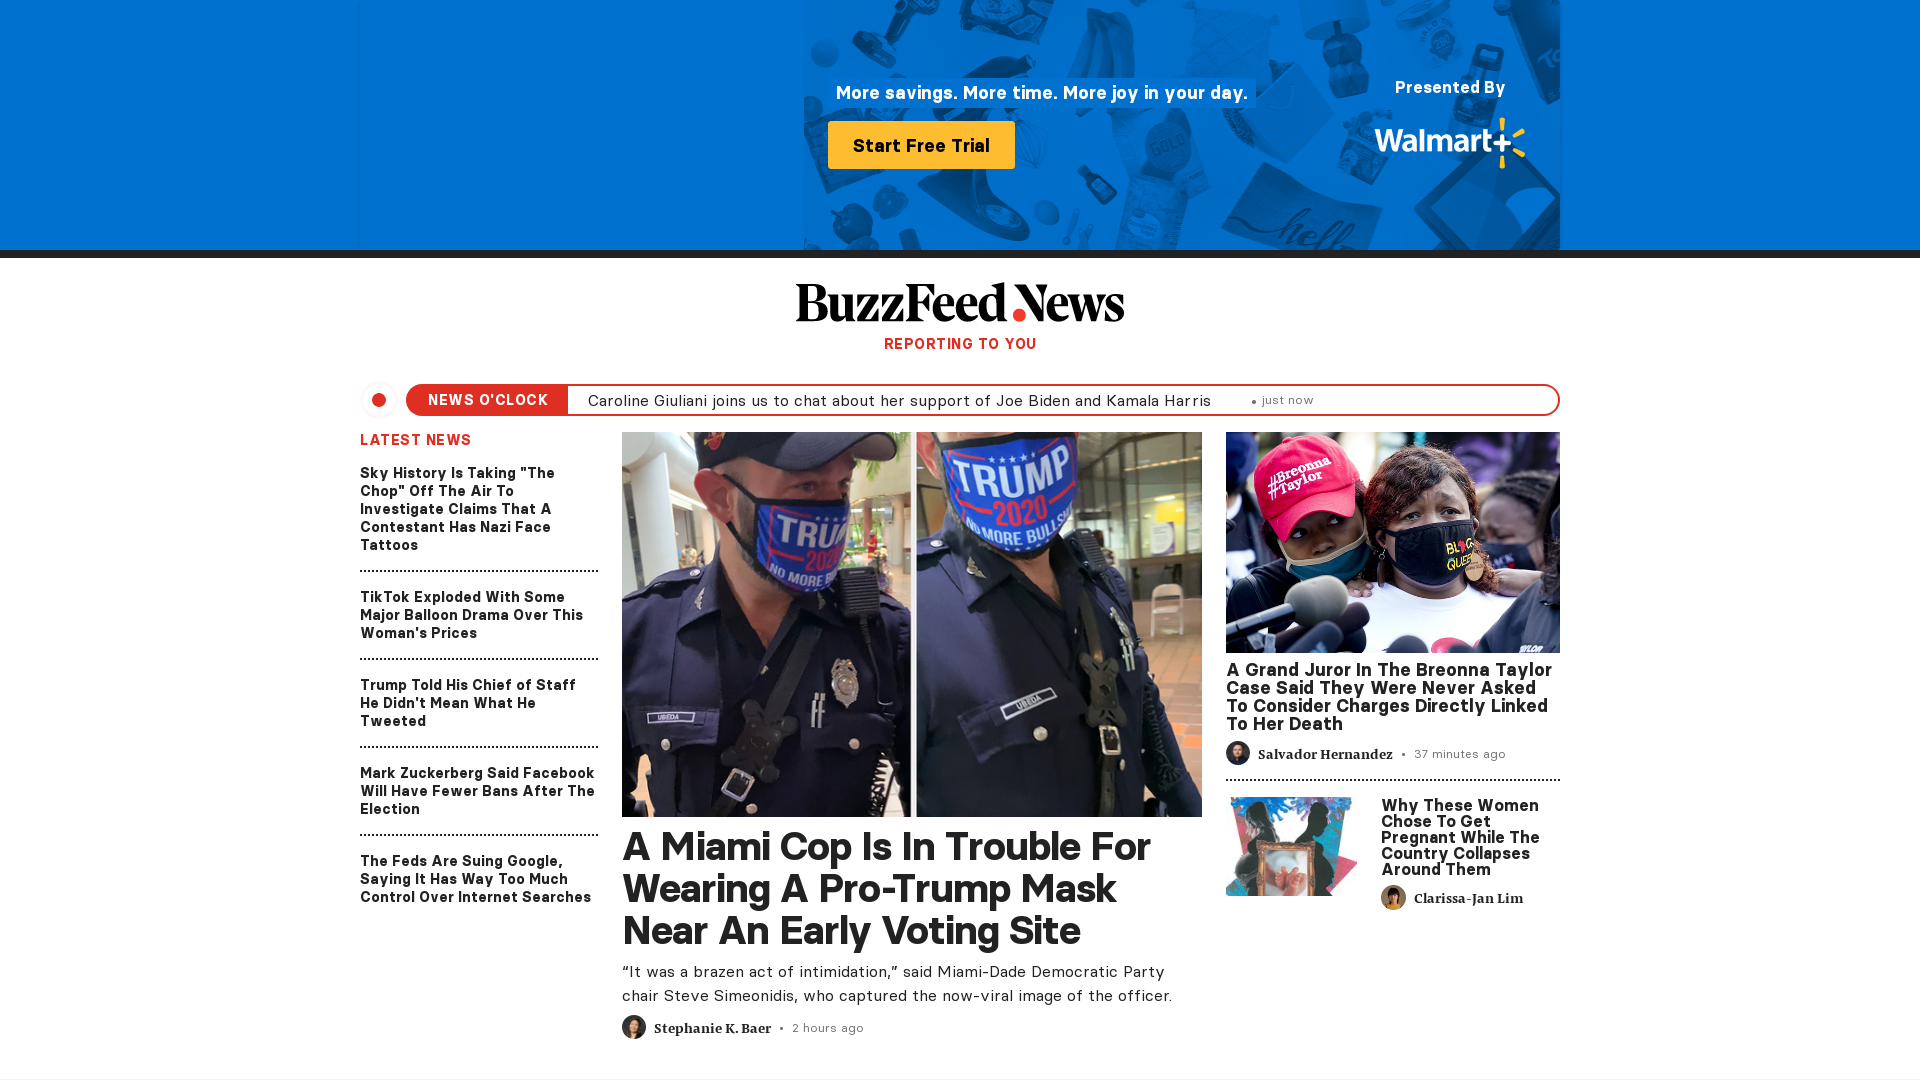 More savings. More time. More joy in your day.
Start Free Trial
Presented By
Walmart+
hello
BuzzFeed News
REPORTING TO YOU
NEWS O'CLOCK
Caroline Giuliani joins us to chat about her support of Joe Biden and Kamala Harris
• just now
LATEST NEWS
Sky History Is Taking "The
Chop" Off The Air To
Investigate Claims That A
Contestant Has Nazi Face
Tattoos
TikTok Exploded With Some
Major Balloon Drama Over This
Woman's Prices
Trump Told His Chief of Staff
He Didn't Mean What He
Tweeted
Mark Zuckerberg Said Facebook
Will Have Fewer Bans After The
Election
The Feds Are Suing Google,
Saying It Has Way Too Much
Control Over Internet Searches
TRUMP
2020
NO MORE BULLSH
UBEDA
UBEDA
A Miami Cop Is In Trouble For
Wearing A Pro-Trump Mask
Near An Early Voting Site
“It was a brazen act of intimidation,” said Miami-Dade Democratic Party
chair Steve Simeonidis, who captured the now-viral image of the officer.
Stephanie K. Baer • 2 hours ago
#Breonna
Taylor
A Grand Juror In The Breonna Taylor
Case Said They Were Never Asked
To Consider Charges Directly Linked
To Her Death
Salvador Hernandez • 37 minutes ago
Why These Women
Chose To Get
Pregnant While The
Country Collapses
Around Them
Clarissa-Jan Lim